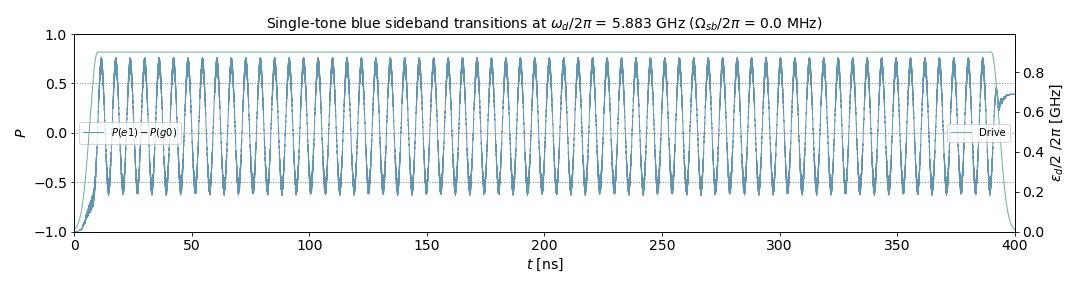 Single-tone blue sideband transitions at ω_d/2π = 5.883 GHz (Ω_sb/2π = 0.0 MHz)
1.0
0.5
0.0
−0.5
−1.0
P
P(e1) − P(g0)
Drive
0.8
0.6
0.4
0.2
0.0
ε_d/2 /2π [GHz]
0 50 100 150 200 250 300 350 400
t [ns]